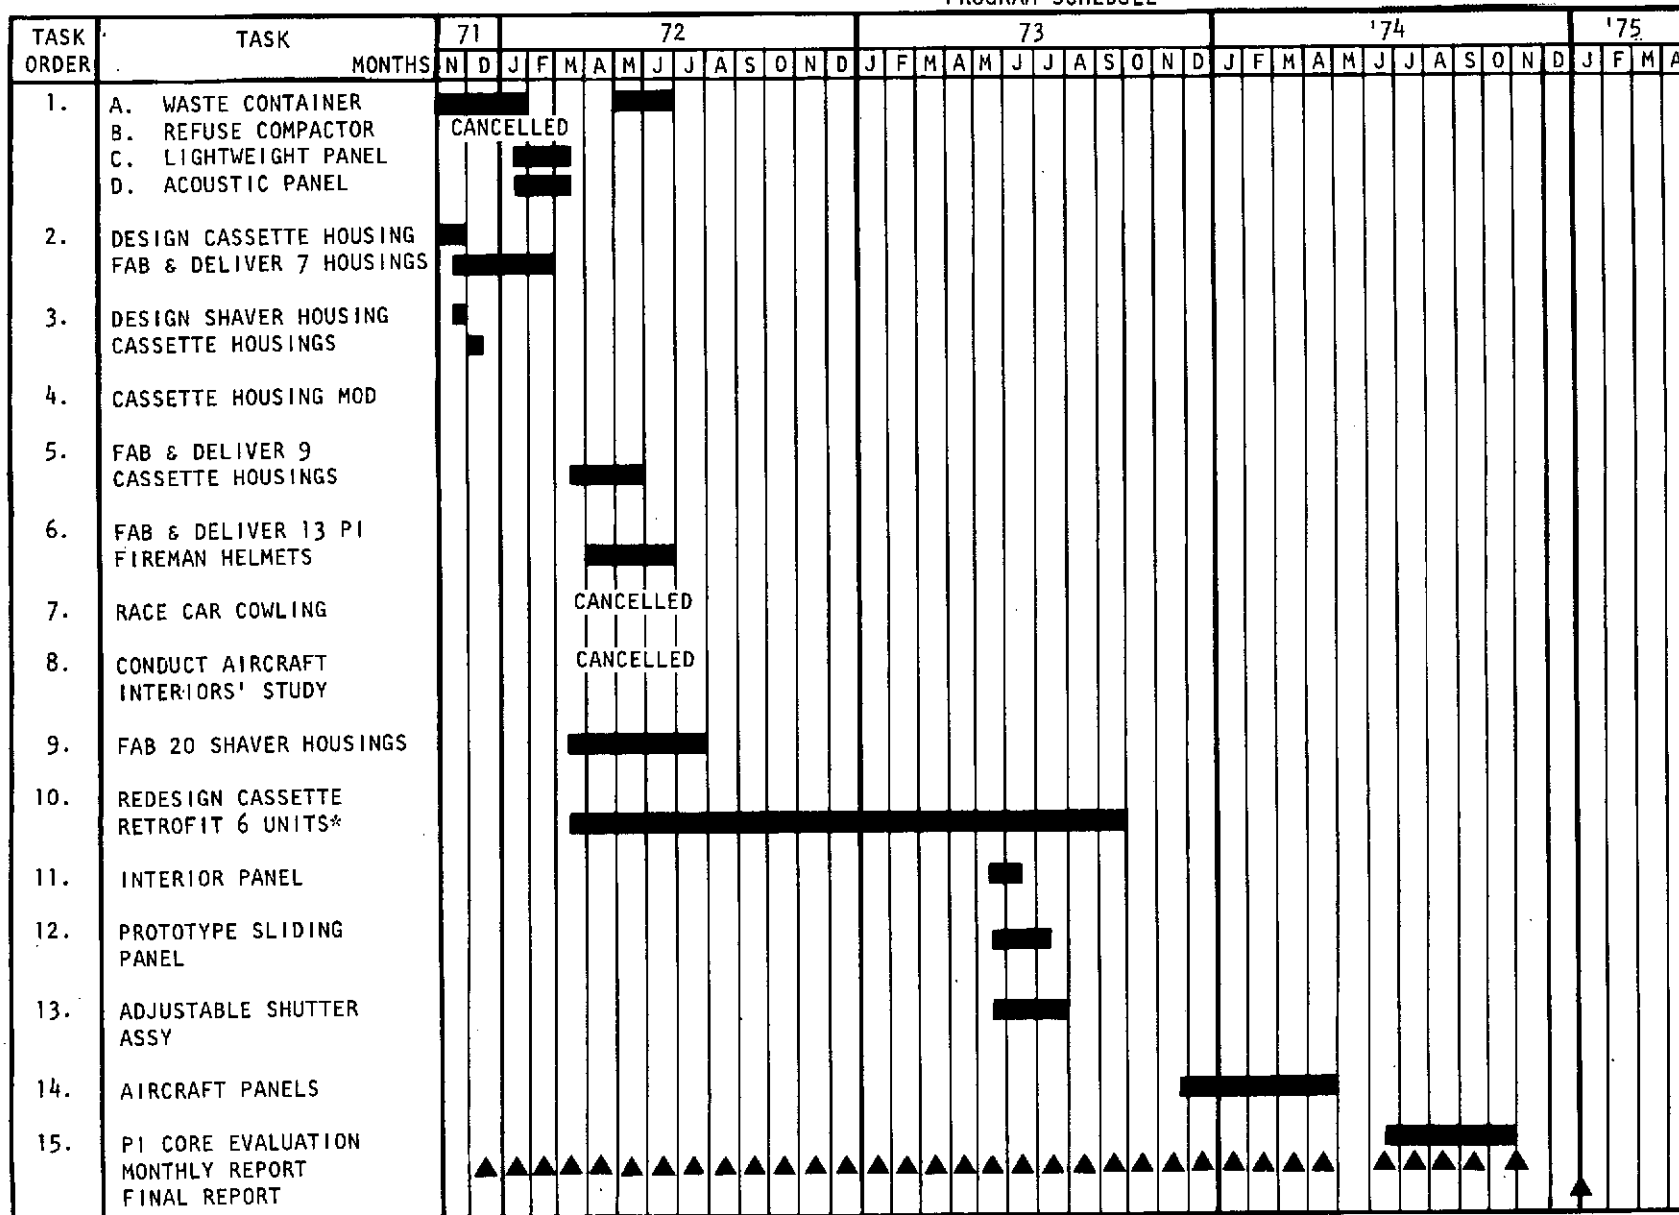 PROGRAM SCHEDULE
TASK ORDER TASK MONTHS 71 72 73 '74 '75
N D J F M A M J J A S O N D J F M A M J J A S O N D J F M A M J J A S O N D J F M A
1. A. WASTE CONTAINER
B. REFUSE COMPACTOR CANCELLED
C. LIGHTWEIGHT PANEL
D. ACOUSTIC PANEL
2. DESIGN CASSETTE HOUSING
FAB & DELIVER 7 HOUSINGS
3. DESIGN SHAVER HOUSING
CASSETTE HOUSINGS
4. CASSETTE HOUSING MOD
5. FAB & DELIVER 9
CASSETTE HOUSINGS
6. FAB & DELIVER 13 PI
FIREMAN HELMETS
7. RACE CAR COWLING CANCELLED
8. CONDUCT AIRCRAFT CANCELLED
INTERIORS' STUDY
9. FAB 20 SHAVER HOUSINGS
10. REDESIGN CASSETTE
RETROFIT 6 UNITS*
11. INTERIOR PANEL
12. PROTOTYPE SLIDING
PANEL
13. ADJUSTABLE SHUTTER
ASSY
14. AIRCRAFT PANELS
15. PI CORE EVALUATION
MONTHLY REPORT
FINAL REPORT